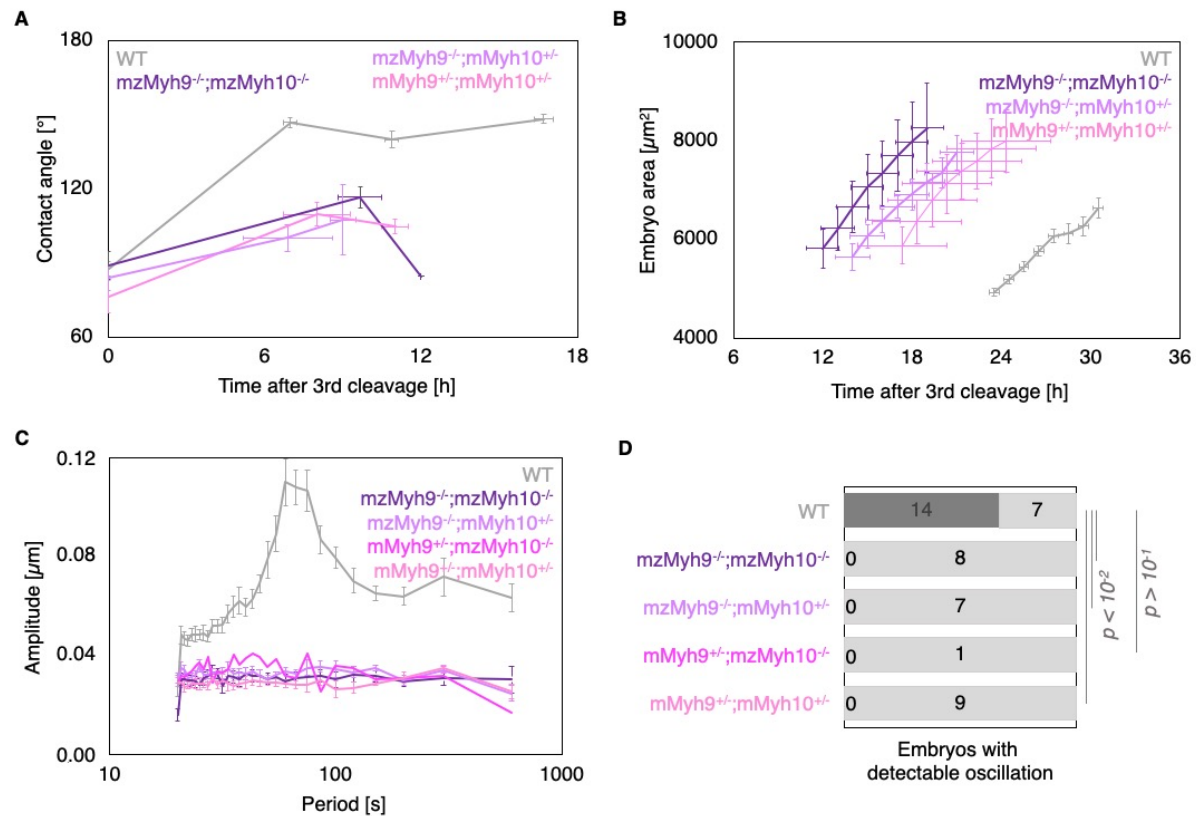 A
180
120
60
Contact angle [°]
WT
mzMyh9-/-;mzMyh10-/-
mzMyh9-/-;mMyh10+/-
mMyh9+/-;mMyh10+/-
0 6 12 18
Time after 3rd cleavage [h]
B
10000
8000
6000
4000
Embryo area [µm²]
WT
mzMyh9-/-;mzMyh10-/-
mzMyh9-/-;mMyh10+/-
mMyh9+/-;mMyh10+/-
6 12 18 24 30 36
Time after 3rd cleavage [h]
C
0.12
0.08
0.04
0.00
Amplitude [µm]
WT
mzMyh9-/-;mzMyh10-/-
mzMyh9-/-;mMyh10+/-
mMyh9+/-;mzMyh10-/-
mMyh9+/-;mMyh10+/-
10 100 1000
Period [s]
D
WT 14 7
mzMyh9-/-;mzMyh10-/- 0 8
mzMyh9-/-;mMyh10+/- 0 7
mMyh9+/-;mzMyh10-/- 0 1
mMyh9+/-;mMyh10+/- 0 9
p < 10-2
p > 10-1
Embryos with
detectable oscillation